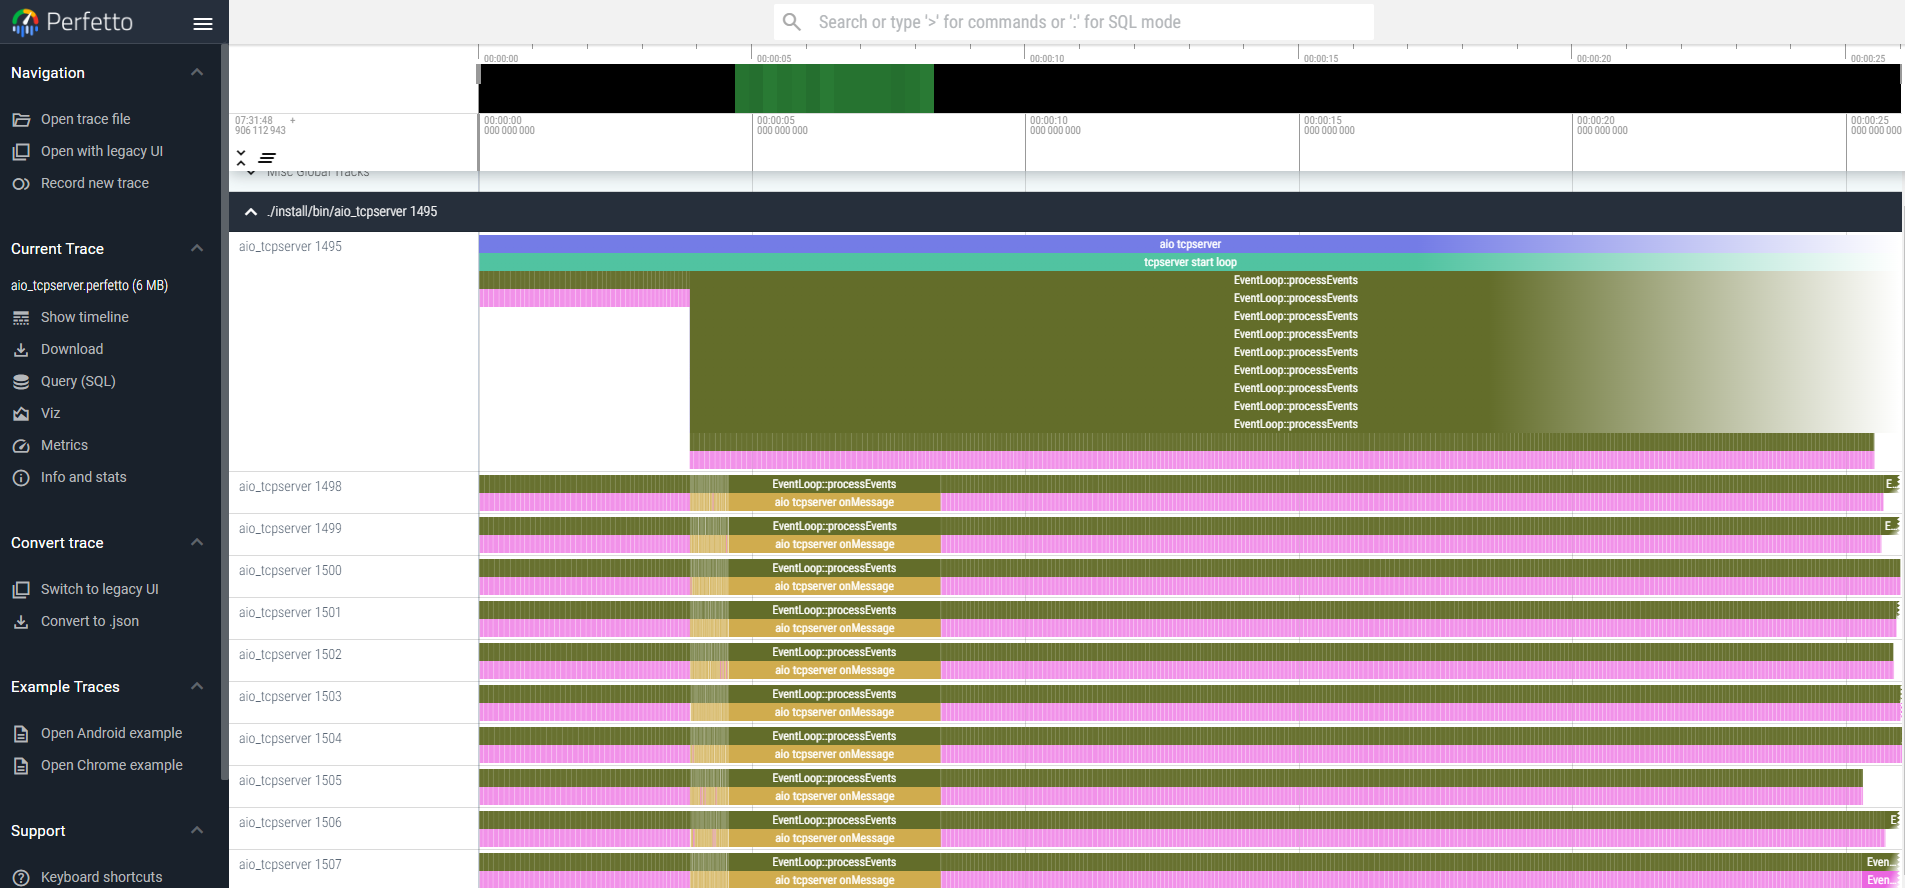 Perfetto
Search or type '>' for commands or ':' for SQL mode
Navigation
Open trace file
Open with legacy UI
Record new trace
Current Trace
aio_tcpserver.perfetto (6 MB)
Show timeline
Download
Query (SQL)
Viz
Metrics
Info and stats
Convert trace
Switch to legacy UI
Convert to .json
Example Traces
Open Android example
Open Chrome example
Support
Keyboard shortcuts
00:00:00 00:00:05 00:00:10 00:00:15 00:00:20 00:00:25
07:31:48 + 00:00:00 00:00:05 00:00:10 00:00:15 00:00:20 00:00:25
906 112 943 000 000 000 000 000 000 000 000 000 000 000 000 000 000 000 000 000 000
Misc Global Tracks
./install/bin/aio_tcpserver 1495
aio_tcpserver 1495 aio tcpserver
tcpserver start loop
EventLoop::processEvents
EventLoop::processEvents
EventLoop::processEvents
EventLoop::processEvents
EventLoop::processEvents
EventLoop::processEvents
EventLoop::processEvents
EventLoop::processEvents
EventLoop::processEvents
aio_tcpserver 1498 EventLoop::processEvents E...
aio tcpserver onMessage
aio_tcpserver 1499 EventLoop::processEvents E...
aio tcpserver onMessage
aio_tcpserver 1500 EventLoop::processEvents
aio tcpserver onMessage
aio_tcpserver 1501 EventLoop::processEvents
aio tcpserver onMessage
aio_tcpserver 1502 EventLoop::processEvents
aio tcpserver onMessage
aio_tcpserver 1503 EventLoop::processEvents
aio tcpserver onMessage
aio_tcpserver 1504 EventLoop::processEvents
aio tcpserver onMessage
aio_tcpserver 1505 EventLoop::processEvents
aio tcpserver onMessage
aio_tcpserver 1506 EventLoop::processEvents E
aio tcpserver onMessage
aio_tcpserver 1507 EventLoop::processEvents Even...
aio tcpserver onMessage Even...